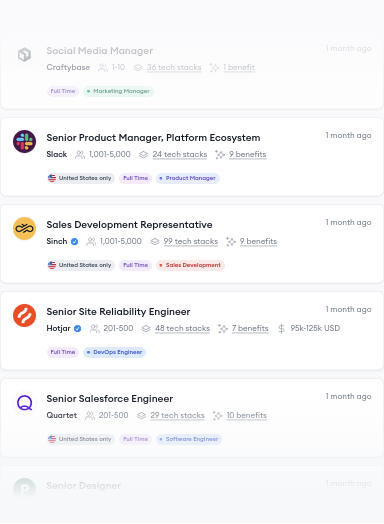 Social Media Manager
1 month ago
Craftybase 1-10 36 tech stacks 1 benefit
Full Time Marketing Manager
Senior Product Manager, Platform Ecosystem
1 month ago
Slack 1,001-5,000 24 tech stacks 9 benefits
United States only Full Time Product Manager
Sales Development Representative
1 month ago
Sinch 1,001-5,000 99 tech stacks 9 benefits
United States only Full Time Sales Development
Senior Site Reliability Engineer
1 month ago
Hotjar 201-500 48 tech stacks 7 benefits 95k-125k USD
Full Time DevOps Engineer
Senior Salesforce Engineer
1 month ago
Quartet 201-500 29 tech stacks 10 benefits
United States only Full Time Software Engineer
Senior Designer
1 month ago
P